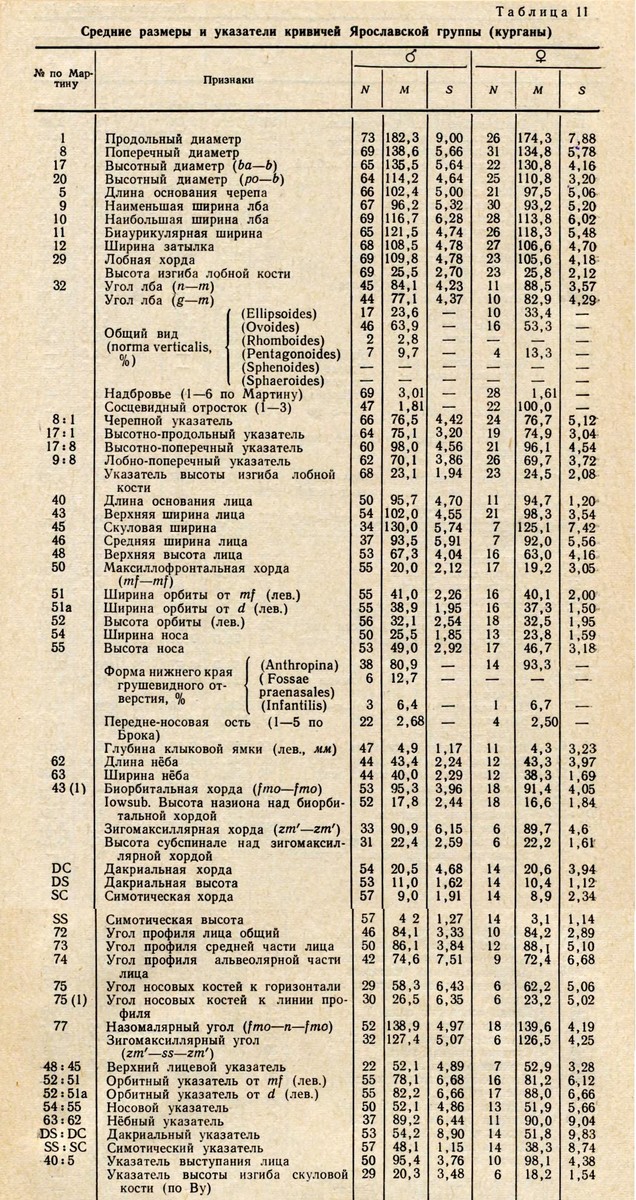 Таблица 11
Средние размеры и указатели кривичей Ярославской группы (курганы)
№ по Мартину Признаки ♂ ♀
N M S N M S
1 Продольный диаметр 73 182,3 9,00 26 174,3 7,88
8 Поперечный диаметр 69 138,6 5,66 31 134,8 5,78
17 Высотный диаметр (ba—b) 65 135,5 5,64 22 130,8 4,16
20 Высотный диаметр (po—b) 64 114,2 4,64 25 110,8 3,20
5 Длина основания черепа 66 102,4 5,00 21 97,5 5,06
9 Наименьшая ширина лба 67 96,2 5,32 30 93,2 5,20
10 Наибольшая ширина лба 69 116,7 6,28 28 113,8 6,02
11 Биаурикулярная ширина 65 121,5 4,74 26 118,3 5,48
12 Ширина затылка 68 108,5 4,78 27 106,6 4,70
29 Лобная хорда 69 109,8 4,78 23 105,6 4,18
Высота изгиба лобной кости 69 25,5 2,70 23 25,8 2,12
32 Угол лба (n—m) 45 84,1 4,23 11 88,5 3,57
Угол лба (g—m) 44 77,1 4,37 10 82,9 4,29
Общий вид (norma verticalis, %)
(Ellipsoides) 17 23,6 — 10 33,4 —
(Ovoides) 46 63,9 — 16 53,3 —
(Rhomboides) 2 2,8 — — — —
(Pentagonoides) 7 9,7 — 4 13,3 —
(Sphenoides) — — — — — —
(Sphaeroides) — — — — — —
Надбровье (1—6 по Мартину) 69 3,01 28 1,61 —
Сосцевидный отросток (1—3) 47 1,81 22 100,0 —
8:1 Черепной указатель 66 76,5 4,42 24 76,7 5,12
17:1 Высотно-продольный указатель 64 75,1 3,20 19 74,9 3,04
17:8 Высотно-поперечный указатель 60 98,0 4,56 21 96,1 4,54
9:8 Лобно-поперечный указатель 62 70,1 3,86 26 69,7 3,72
Указатель высоты изгиба лобной кости 68 23,1 1,94 23 24,5 2,08
40 Длина основания лица 50 95,7 4,70 11 94,7 1,20
43 Верхняя ширина лица 54 102,0 4,55 21 98,3 3,54
45 Скуловая ширина 34 130,0 5,74 7 125,1 7,42
46 Средняя ширина лица 37 93,5 5,91 7 92,0 5,56
48 Верхняя высота лица 53 67,3 4,04 16 63,0 4,16
50 Максиллофронтальная хорда (mf—mf) 55 20,0 2,12 17 19,2 3,05
51 Ширина орбиты от mf (лев.) 55 41,0 2,26 16 40,1 2,00
51а Ширина орбиты от d (лев.) 55 38,9 1,95 16 37,3 1,50
52 Высота орбиты (лев.) 56 32,1 2,54 18 32,5 1,95
54 Ширина носа 50 25,5 1,85 13 23,8 1,59
55 Высота носа 53 49,0 2,92 17 46,7 3,18
Форма нижнего края грушевидного отверстия, %
(Anthropina) 38 80,9 — 14 93,3 —
(Fossae praenasales) 6 12,7 — — — —
(Infantilis) 3 6,4 — 1 6,7 —
Передне-носовая ость (1—5 по Брока) 22 2,68 — 4 2,50 —
Глубина клыковой ямки (лев., мм) 47 4,9 1,17 11 4,3 3,23
62 Длина нёба 44 43,4 2,24 12 43,3 3,97
63 Ширина нёба 44 40,0 2,29 12 38,3 1,69
43 (1) Биорбитальная хорда (fmo—fmo) 53 95,3 3,96 18 91,4 4,05
Iowsub. Высота назиона над биорбитальной хордой 52 17,8 2,44 18 16,6 1,84
Зигомаксиллярная хорда (zm'—zm') 33 90,9 6,15 6 89,7 4,6
Высота субспинале над зигомаксиллярной хордой 31 22,4 2,59 6 22,2 1,61
DC Дакриальная хорда 54 20,5 4,68 14 20,6 3,94
DS Дакриальная высота 53 11,0 1,62 14 10,4 1,12
SC Симотическая хорда 57 9,0 1,91 14 8,9 2,34
SS Симотическая высота 57 4 2 1,27 14 3,1 1,14
72 Угол профиля лица общий 46 84,1 3,33 10 84,2 2,89
73 Угол профиля средней части лица 50 86,1 3,84 12 88,1 5,10
74 Угол профиля альвеолярной части лица 42 74,6 7,51 9 72,4 6,68
75 Угол носовых костей к горизонтали 29 58,3 6,43 6 62,2 5,06
75 (1) Угол носовых костей к линии профиля 30 26,5 6,35 6 23,2 5,02
77 Назомалярный угол (fmo—n—fmo) 52 138,9 4,97 18 139,6 4,19
Зигомаксиллярный угол (zm'—ss—zm') 32 127,4 5,07 6 126,5 4,25
48:45 Верхний лицевой указатель 22 52,1 4,89 7 52,9 3,28
52:51 Орбитный указатель от mf (лев.) 55 78,1 6,68 16 81,2 6,12
52:51а Орбитный указатель от d (лев.) 55 82,2 6,66 17 88,0 6,66
54:55 Носовой указатель 50 52,1 4,86 13 51,9 5,66
63:62 Нёбный указатель 37 89,2 6,44 11 90,0 9,04
DS:DC Дакриальный указатель 53 54,2 8,90 14 51,8 9,83
SS:SC Симотический указатель 57 48,1 1,15 14 38,3 8,74
40:5 Указатель выступания лица 50 95,4 3,76 10 98,1 4,38
Указатель высоты изгиба скуловой кости (по Ву) 29 20,3 3,48 6 18,2 1,54